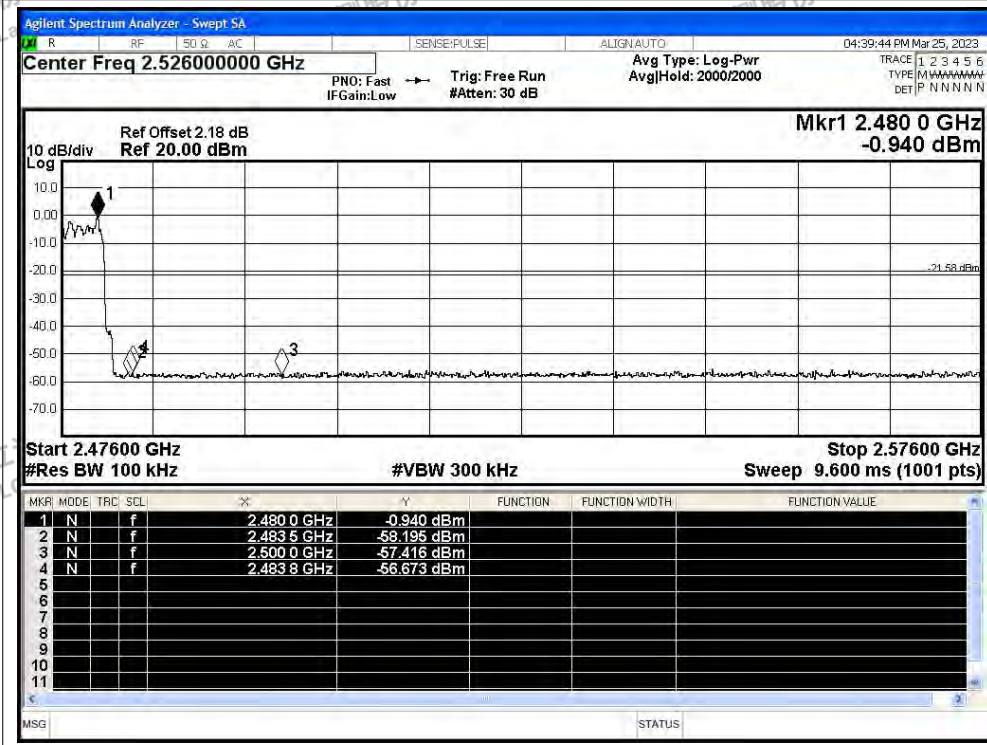 Agilent Spectrum Analyzer - Swept SA
LXI R RF 50 Ω AC SENSE:PULSE ALIGN AUTO 04:39:44 PM Mar 25, 2023
Center Freq 2.526000000 GHz
PNO: Fast
IFGain:Low
Trig: Free Run
#Atten: 30 dB
Avg Type: Log-Pwr
Avg|Hold: 2000/2000
TRACE 1 2 3 4 5 6
TYPE MWWWWW
DET P N N N N N
Mkr1 2.480 0 GHz
-0.940 dBm
Ref Offset 2.18 dB
10 dB/div Ref 20.00 dBm
Log
10.0
0.00
-10.0
-20.0
-30.0
-40.0
-50.0
-60.0
-70.0
1
4
3
-21.58 dBm
Start 2.47600 GHz Stop 2.57600 GHz
#Res BW 100 kHz #VBW 300 kHz Sweep 9.600 ms (1001 pts)
MKR MODE TRC SCL X Y FUNCTION FUNCTION WIDTH FUNCTION VALUE
1 N f 2.480 0 GHz -0.940 dBm
2 N f 2.483 5 GHz -58.195 dBm
3 N f 2.500 0 GHz -57.416 dBm
4 N f 2.483 8 GHz -56.673 dBm
5
6
7
8
9
10
11
MSG STATUS